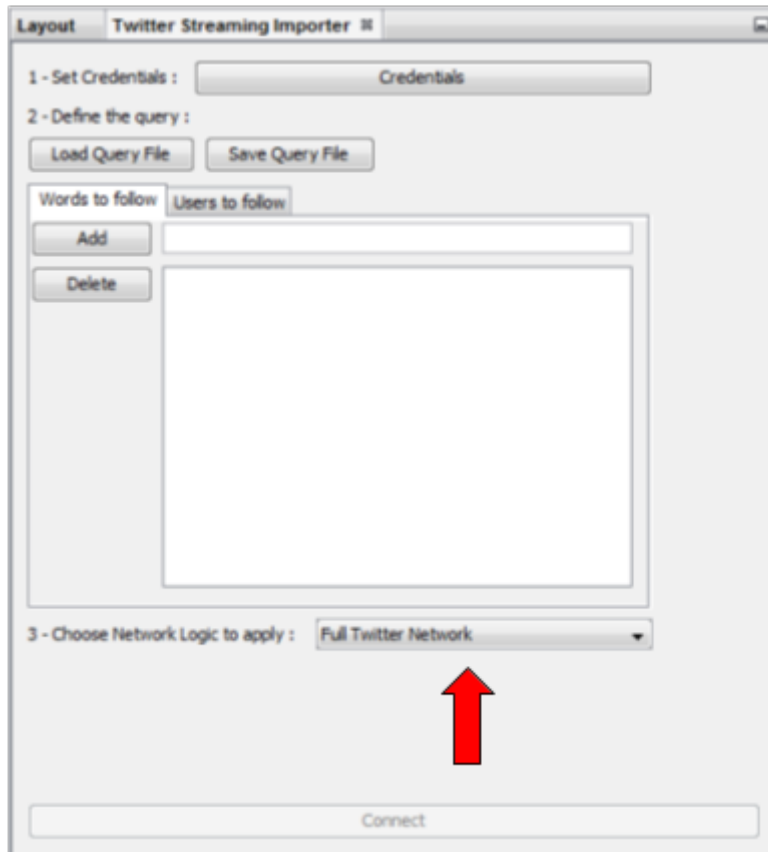 Layout Twitter Streaming Importer
1 - Set Credentials : Credentials
2 - Define the query :
Load Query File Save Query File
Words to follow Users to follow
Add
Delete
3 - Choose Network Logic to apply : Full Twitter Network
Connect